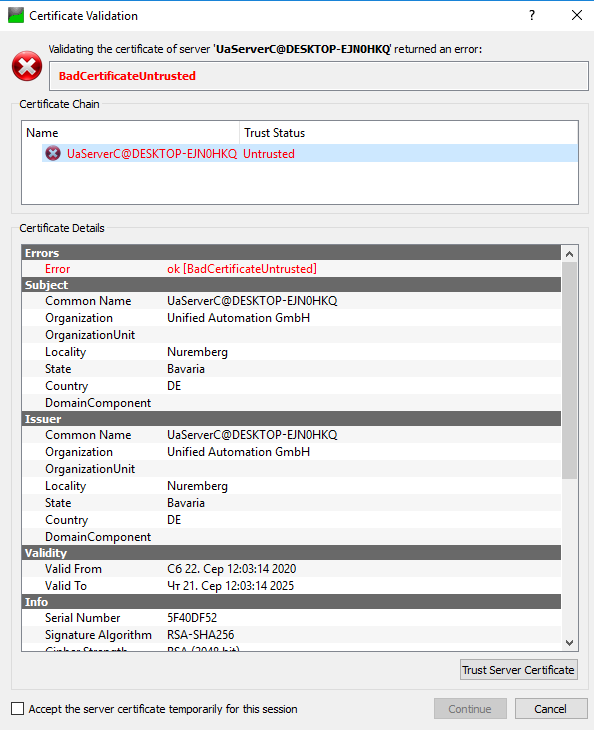 Certificate Validation
?
Validating the certificate of server 'UaServerC@DESKTOP-EJN0HKQ' returned an error:
BadCertificateUntrusted
Certificate Chain
Name Trust Status
UaServerC@DESKTOP-EJN0HKQ Untrusted
Certificate Details
Errors
Error ok [BadCertificateUntrusted]
Subject
Common Name UaServerC@DESKTOP-EJN0HKQ
Organization Unified Automation GmbH
OrganizationUnit
Locality Nuremberg
State Bavaria
Country DE
DomainComponent
Issuer
Common Name UaServerC@DESKTOP-EJN0HKQ
Organization Unified Automation GmbH
OrganizationUnit
Locality Nuremberg
State Bavaria
Country DE
DomainComponent
Validity
Valid From Сб 22. Сер 12:03:14 2020
Valid To Чт 21. Сер 12:03:14 2025
Info
Serial Number 5F40DF52
Signature Algorithm RSA-SHA256
Cipher Strength RSA (2048 bit)
Trust Server Certificate
Accept the server certificate temporarily for this session
Continue Cancel